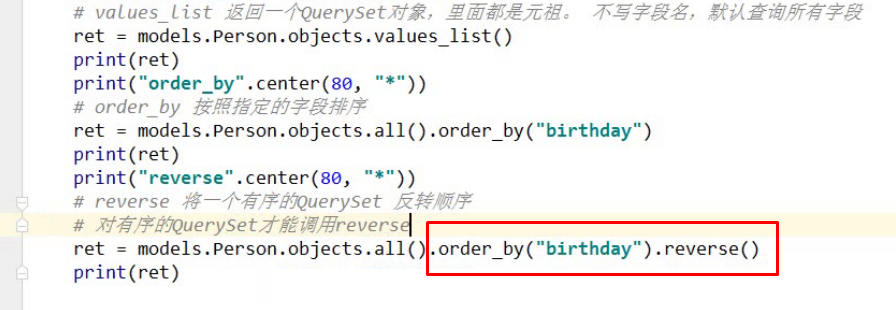 # values_list 返回一个QuerySet对象，里面都是元祖。 不写字段名，默认查询所有字段
ret = models.Person.objects.values_list()
print(ret)
print("order_by".center(80, "*"))
# order_by 按照指定的字段排序
ret = models.Person.objects.all().order_by("birthday")
print(ret)
print("reverse".center(80, "*"))
# reverse 将一个有序的QuerySet 反转顺序
# 对有序的QuerySet才能调用reverse
ret = models.Person.objects.all().order_by("birthday").reverse()
print(ret)